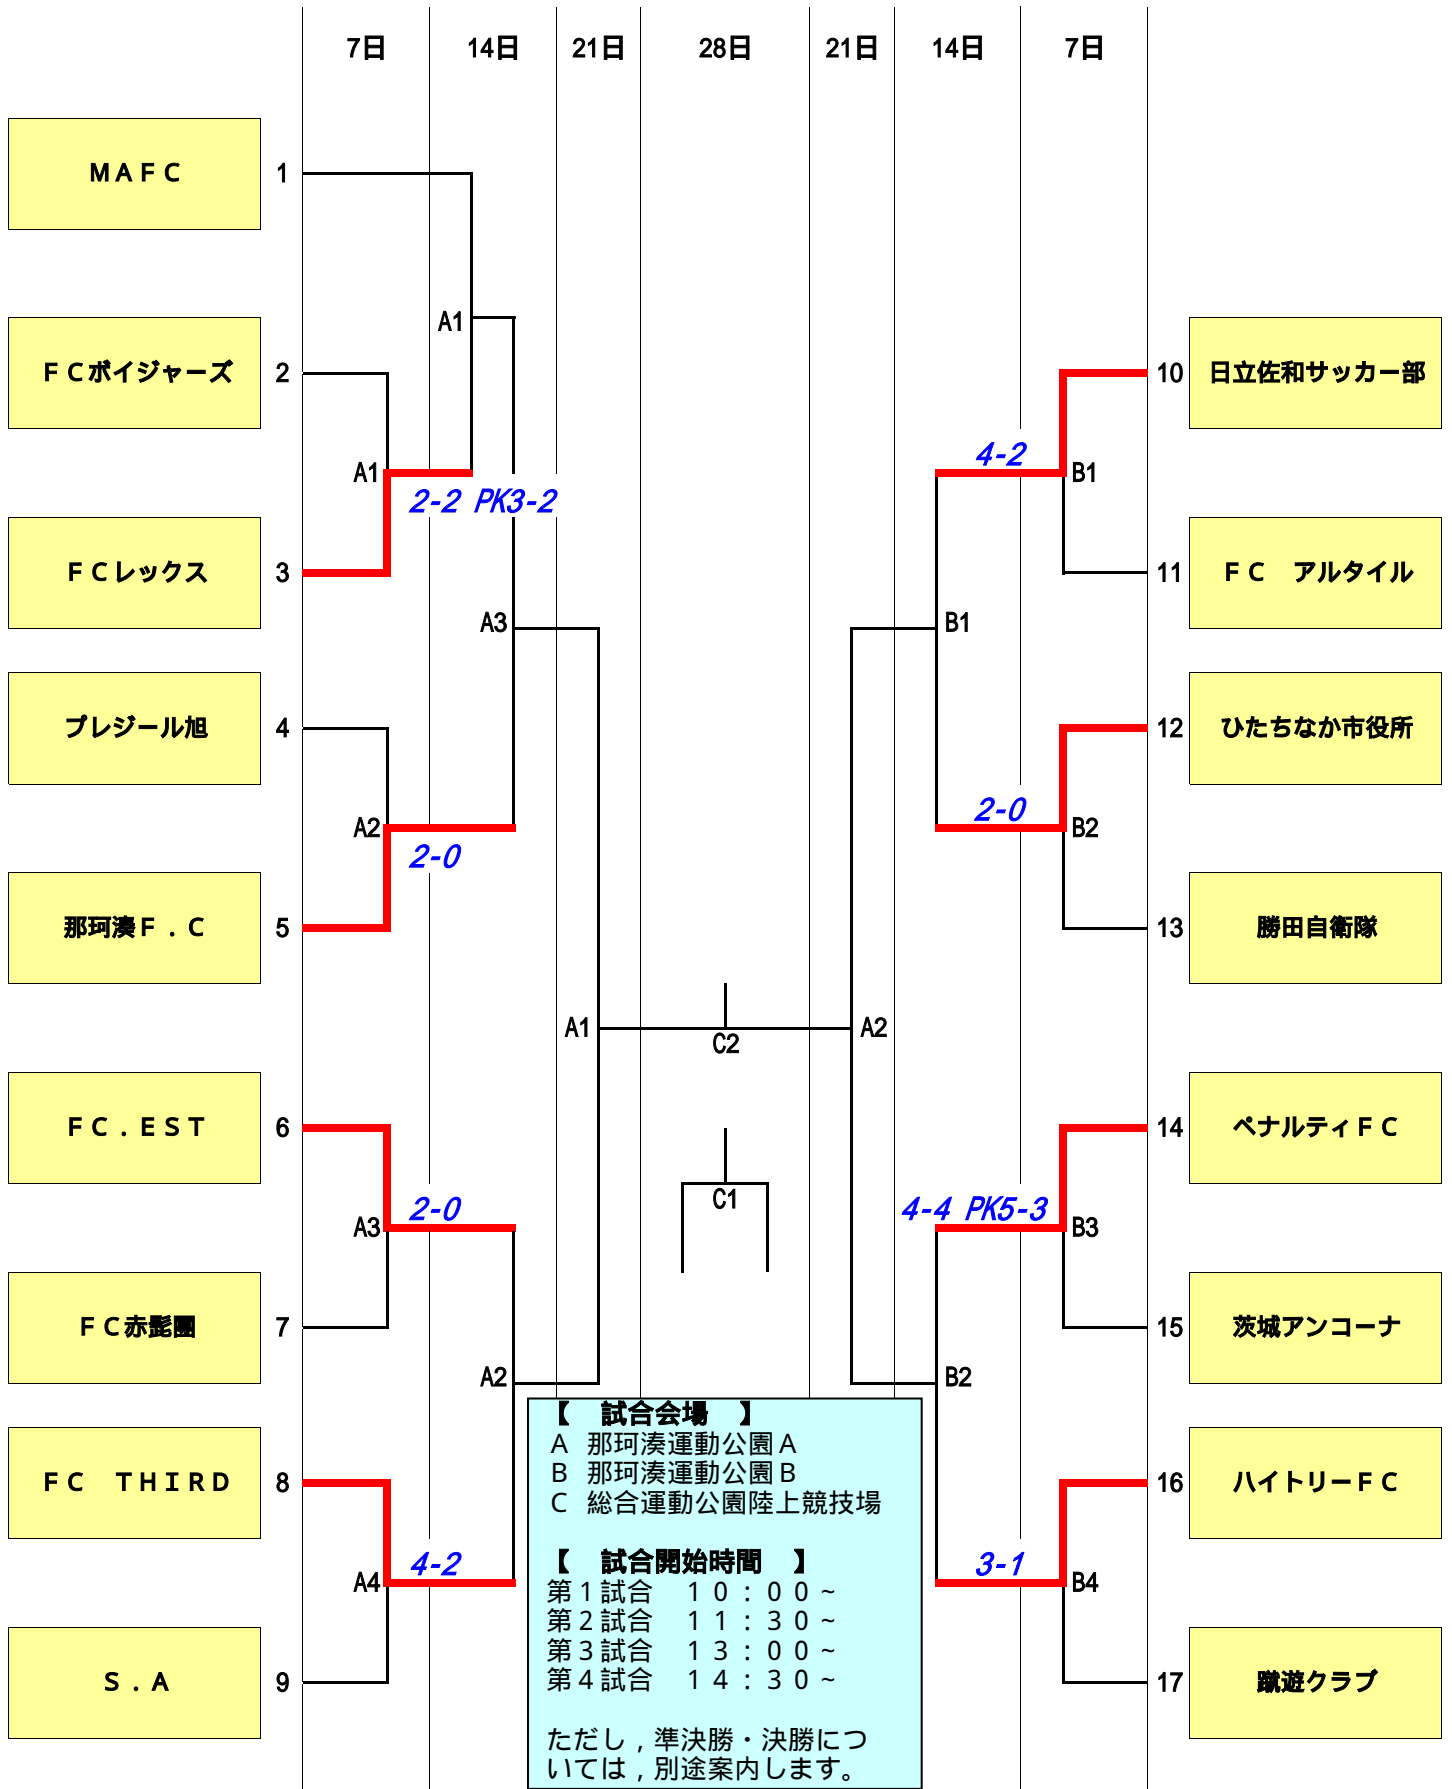 7日 14日 21日 28日 21日 14日 7日
ＭＡＦＣ 1
A1
ＦＣボイジャーズ 2
10 日立佐和サッカー部
4-2
A1
B1
2-2 PK3-2
ＦＣレックス 3
11 ＦＣ　アルタイル
A3
B1
プレジール旭 4
12 ひたちなか市役所
2-0
A2
B2
2-0
那珂湊Ｆ．Ｃ 5
13 勝田自衛隊
A1
A2
C2
ＦＣ．ＥＳＴ 6
14 ペナルティＦＣ
C1
2-0
4-4 PK5-3
A3
B3
ＦＣ赤髭團 7
15 茨城アンコーナ
A2
B2
ＦＣ　ＴＨＩＲＤ 8
16 ハイトリーＦＣ
4-2
3-1
A4
B4
Ｓ．Ａ 9
17 蹴遊クラブ
【　試合会場　】
A 那珂湊運動公園Ａ
B 那珂湊運動公園Ｂ
C 総合運動公園陸上競技場
【　試合開始時間　】
第１試合　１０：００～
第２試合　１１：３０～
第３試合　１３：００～
第４試合　１４：３０～
ただし，準決勝・決勝につ
いては，別途案内します。